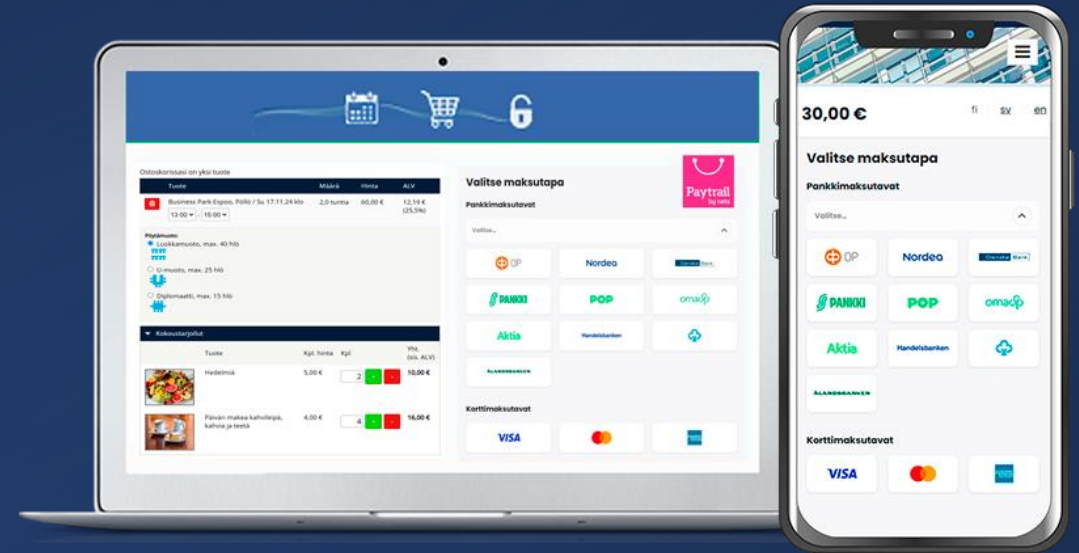 Ostoskorissasi on yksi tuote
Tuote Määrä Hinta ALV
Business Park Espoo, Pöllö / Su 17.11.24 klo 2,0 tuntia 60,00 € 12,19 €
13:00 - 15:00 (25,5%)
Pöytämuoto:
Luokkamuoto, max. 40 hlö
U-muoto, max. 25 hlö
Diplomaatti, max. 15 hlö
Kokoustarjoilut
Tuote Kpl. hinta Kpl Yht. (sis. ALV)
Hedelmiä 5,00 € 2 10,00 €
Päivän makea kahvileipä, 4,00 € 4 16,00 €
kahvia ja teetä
Valitse maksutapa
Paytrail
by nets
Pankkimaksutavat
Valitse...
OP Nordea Danske Bank
S PANKKI POP omasp
Aktia Handelsbanken
ÅLANDSBANKEN
Korttimaksutavat
VISA
30,00 € fi sv en
Valitse maksutapa
Pankkimaksutavat
Valitse...
OP Nordea Danske Bank
S PANKKI POP omasp
Aktia Handelsbanken
ÅLANDSBANKEN
Korttimaksutavat
VISA